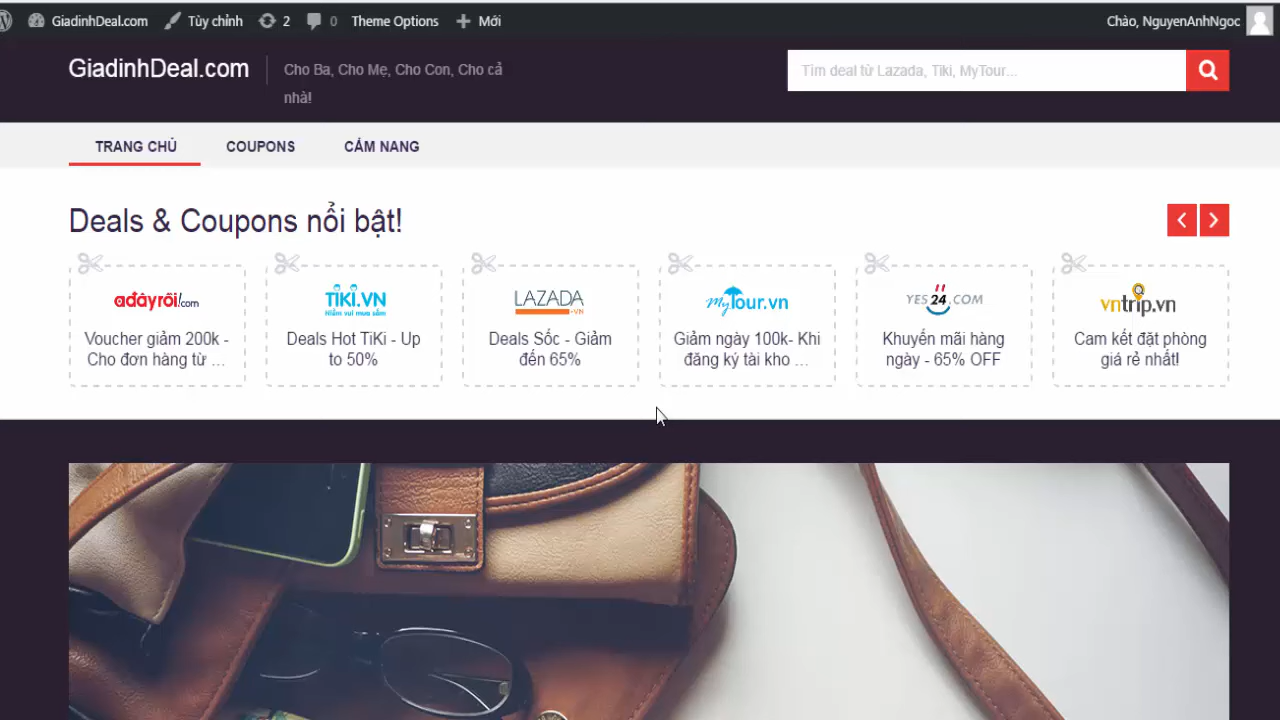 GiadinhDeal.com Tùy chỉnh 2 0 Theme Options Mới Chào, NguyenAnhNgoc
GiadinhDeal.com
Cho Ba, Cho Mẹ, Cho Con, Cho cả
nhà!
Tìm deal từ Lazada, Tiki, MyTour...
TRANG CHỦ COUPONS CẨM NANG
Deals & Coupons nổi bật!
adâyrôi!.com
Voucher giảm 200k -
Cho đơn hàng từ ...
TIKI.VN
Niềm vui mua sắm
Deals Hot TiKi - Up
to 50%
LAZADA
.VN
Deals Sốc - Giảm
đến 65%
MyTour.vn
Giảm ngày 100k- Khi
đăng ký tài kho ...
YES24.COM
Khuyến mãi hàng
ngày - 65% OFF
vntrip.vn
Cam kết đặt phòng
giá rẻ nhất!